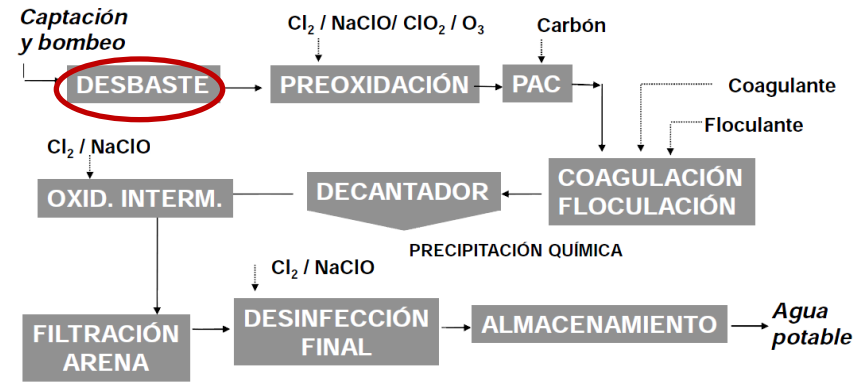 Captación
y bombeo
Cl₂ / NaClO/ ClO₂ / O₃
Carbón
DESBASTE
PREOXIDACIÓN
PAC
Coagulante
Floculante
Cl₂ / NaClO
COAGULACIÓN
FLOCULACIÓN
DECANTADOR
OXID. INTERM.
PRECIPITACIÓN QUÍMICA
Cl₂ / NaClO
FILTRACIÓN
ARENA
DESINFECCIÓN
FINAL
ALMACENAMIENTO
Agua
potable